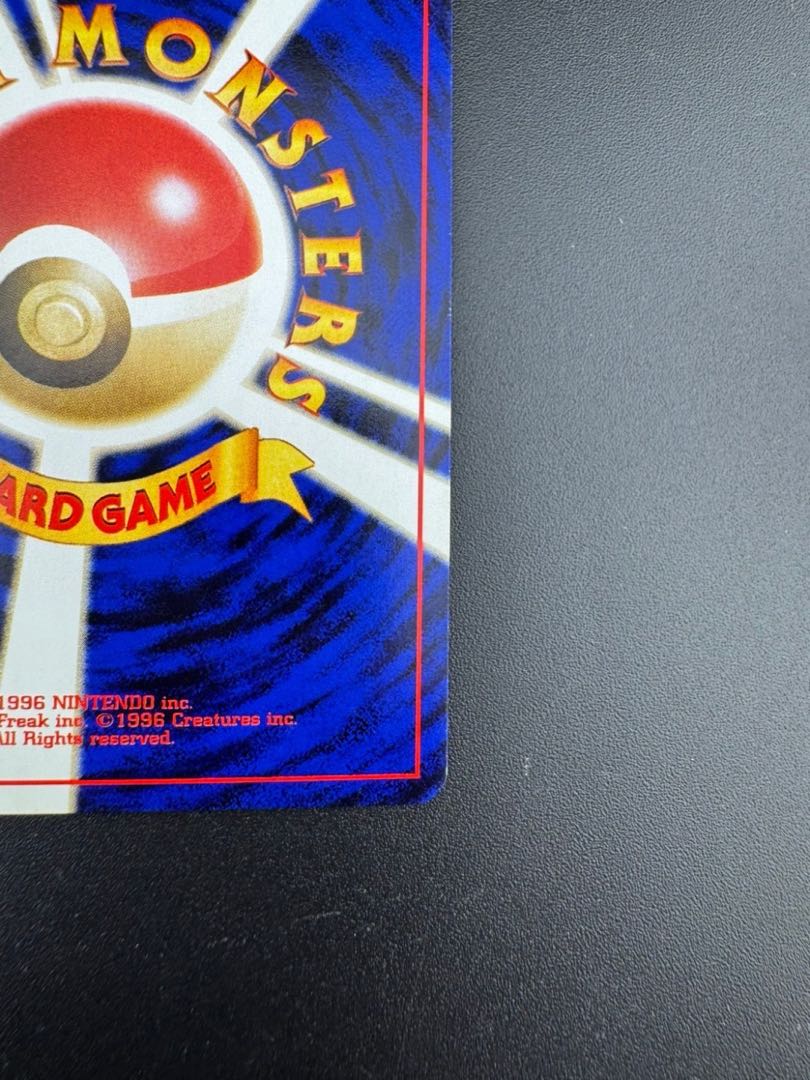 MONSTERS
ARD GAME
1996 NINTENDO inc.
Freak inc. ©1996 Creatures inc.
All Rights reserved.